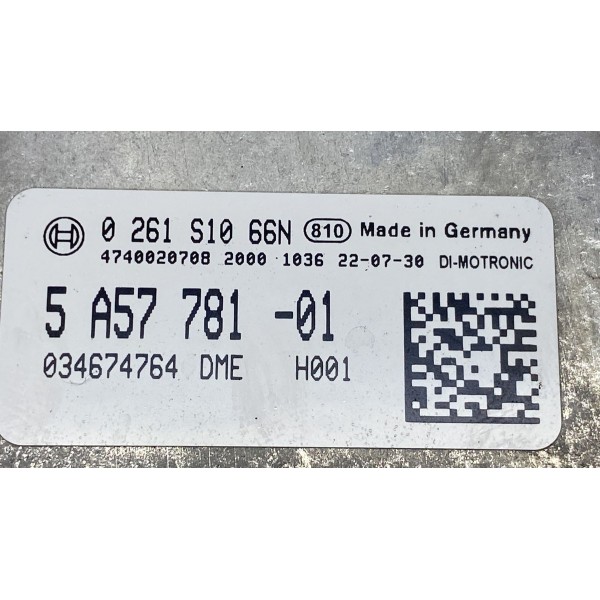 0 261 S10 66N 810 Made in Germany
4740020708 2000 1036 22-07-30 DI-MOTRONIC
5 A57 781 -01
034674764 DME H001